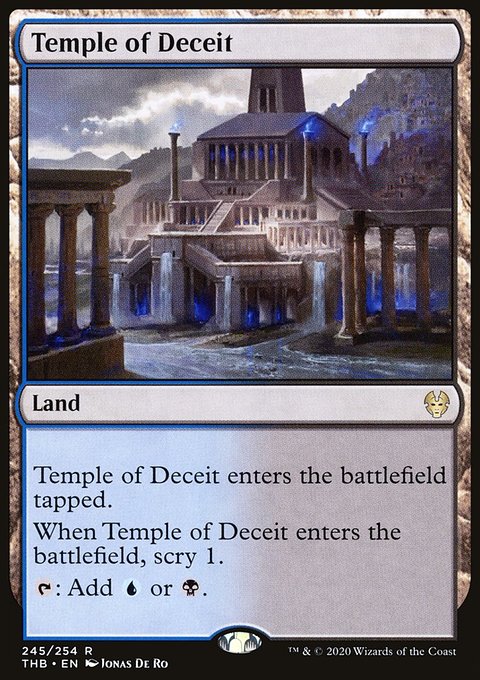 Temple of Deceit
Land
Temple of Deceit enters the battlefield
tapped.
When Temple of Deceit enters the
battlefield, scry 1.
: Add or .
245/254 R
THB • EN Jonas De Ro
™ & © 2020 Wizards of the Coast